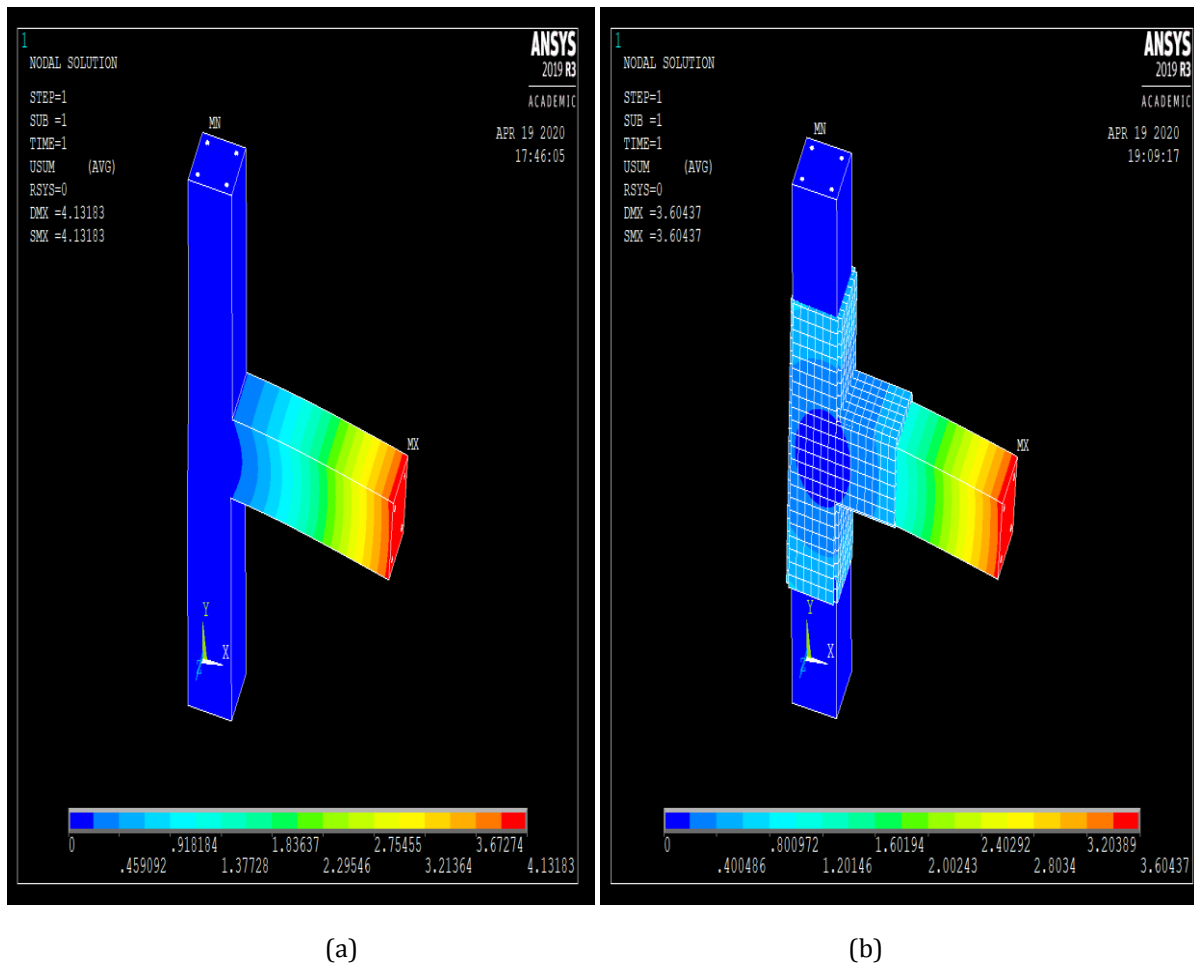 1
NODAL SOLUTION
STEP=1
SUB =1
TIME=1
USUM (AVG)
RSYS=0
DMX =4.13183
SMX =4.13183
ANSYS
2019 R3
ACADEMIC
APR 19 2020
17:46:05
MN
MX
Y
X
Z
0 .918184 1.83637 2.75455 3.67274
.459092 1.37728 2.29546 3.21364 4.13183
(a)
1
NODAL SOLUTION
STEP=1
SUB =1
TIME=1
USUM (AVG)
RSYS=0
DMX =3.60437
SMX =3.60437
ANSYS
2019 R3
ACADEMIC
APR 19 2020
19:09:17
MN
MX
Y
X
Z
0 .800972 1.60194 2.40292 3.20389
.400486 1.20146 2.00243 2.8034 3.60437
(b)